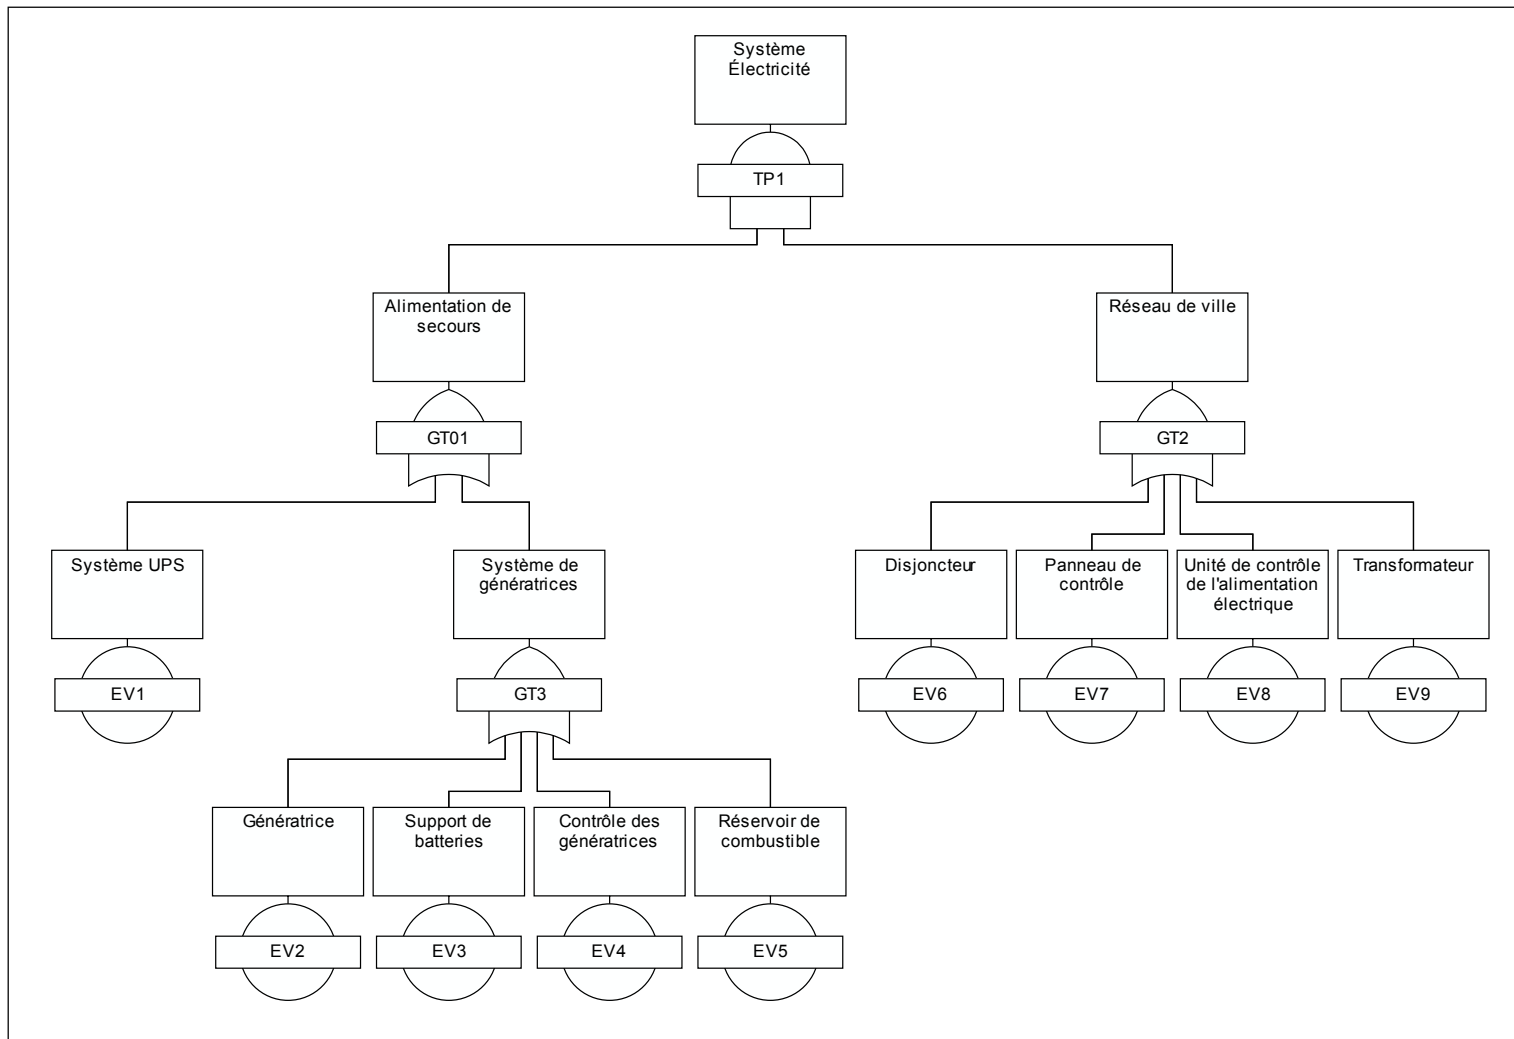 Système
Électricité
TP1
Alimentation de
secours
Réseau de ville
GT01
GT2
Système UPS
Système de
génératrices
Disjoncteur
Panneau de
contrôle
Unité de contrôle
de l'alimentation
électrique
Transformateur
EV1
GT3
EV6
EV7
EV8
EV9
Génératrice
Support de
batteries
Contrôle des
génératrices
Réservoir de
combustible
EV2
EV3
EV4
EV5